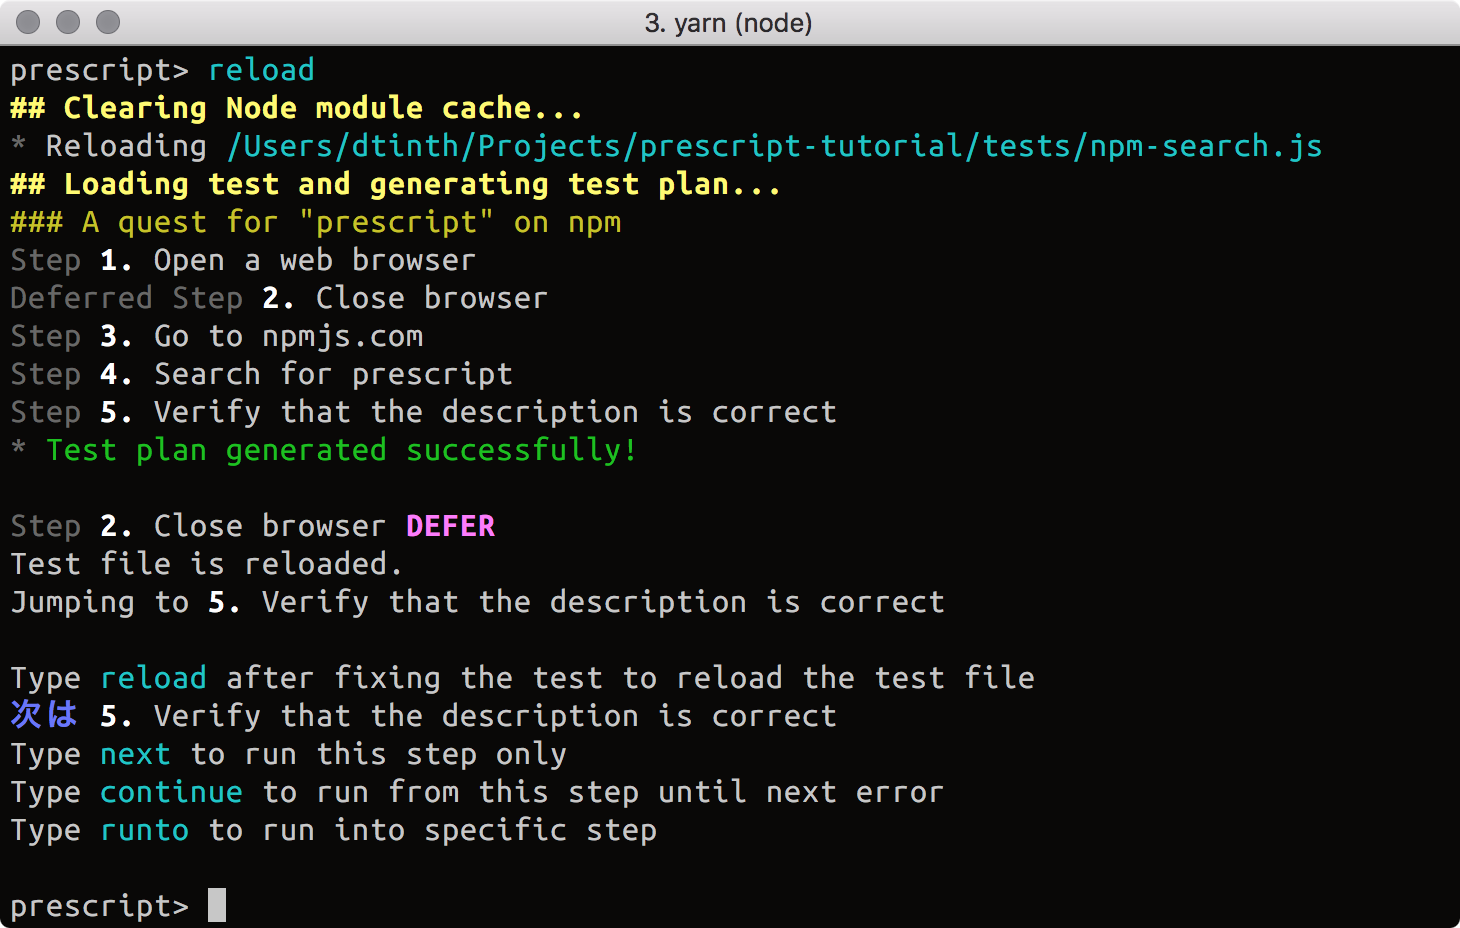 3. yarn (node)
prescript> reload
## Clearing Node module cache...
* Reloading /Users/dtinth/Projects/prescript-tutorial/tests/npm-search.js
## Loading test and generating test plan...
### A quest for "prescript" on npm
Step 1. Open a web browser
Deferred Step 2. Close browser
Step 3. Go to npmjs.com
Step 4. Search for prescript
Step 5. Verify that the description is correct
* Test plan generated successfully!
Step 2. Close browser DEFER
Test file is reloaded.
Jumping to 5. Verify that the description is correct
Type reload after fixing the test to reload the test file
次は 5. Verify that the description is correct
Type next to run this step only
Type continue to run from this step until next error
Type runto to run into specific step
prescript>